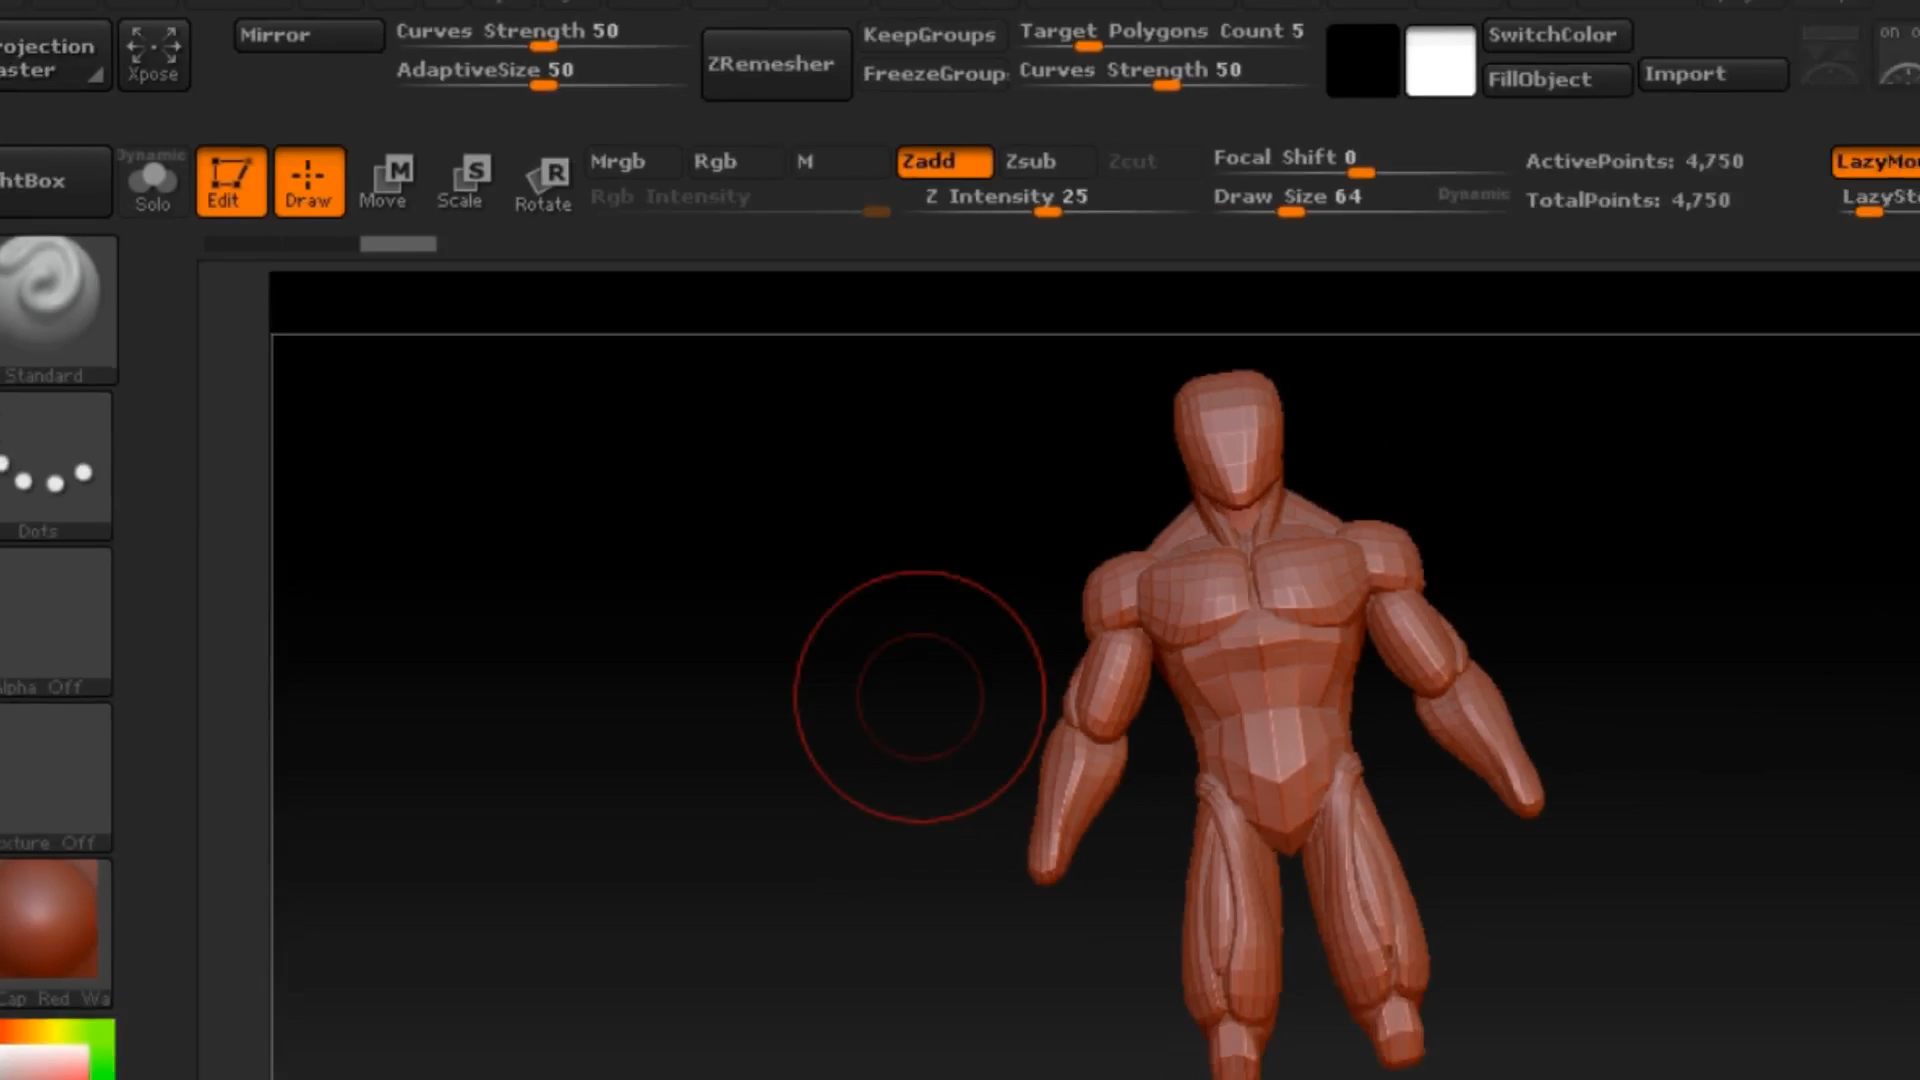 rojection
aster
Xpose
Mirror
Curves Strength 50
AdaptiveSize 50
ZRemesher
KeepGroups
FreezeGroup
Target Polygons Count 5
Curves Strength 50
SwitchColor
FillObject
Import
on
htBox
Dynamic
Solo
Edit
Draw
M
Move
S
Scale
R
Rotate
Mrgb
Rgb
M
Zadd
Zsub
Zcut
Rgb Intensity
Z Intensity 25
Focal Shift 0
Draw Size 64
Dynamic
ActivePoints: 4,750
TotalPoints: 4,750
LazyMo
LazySt
Standard
Dots
lpha Off
xture Off
Cap Red Wa